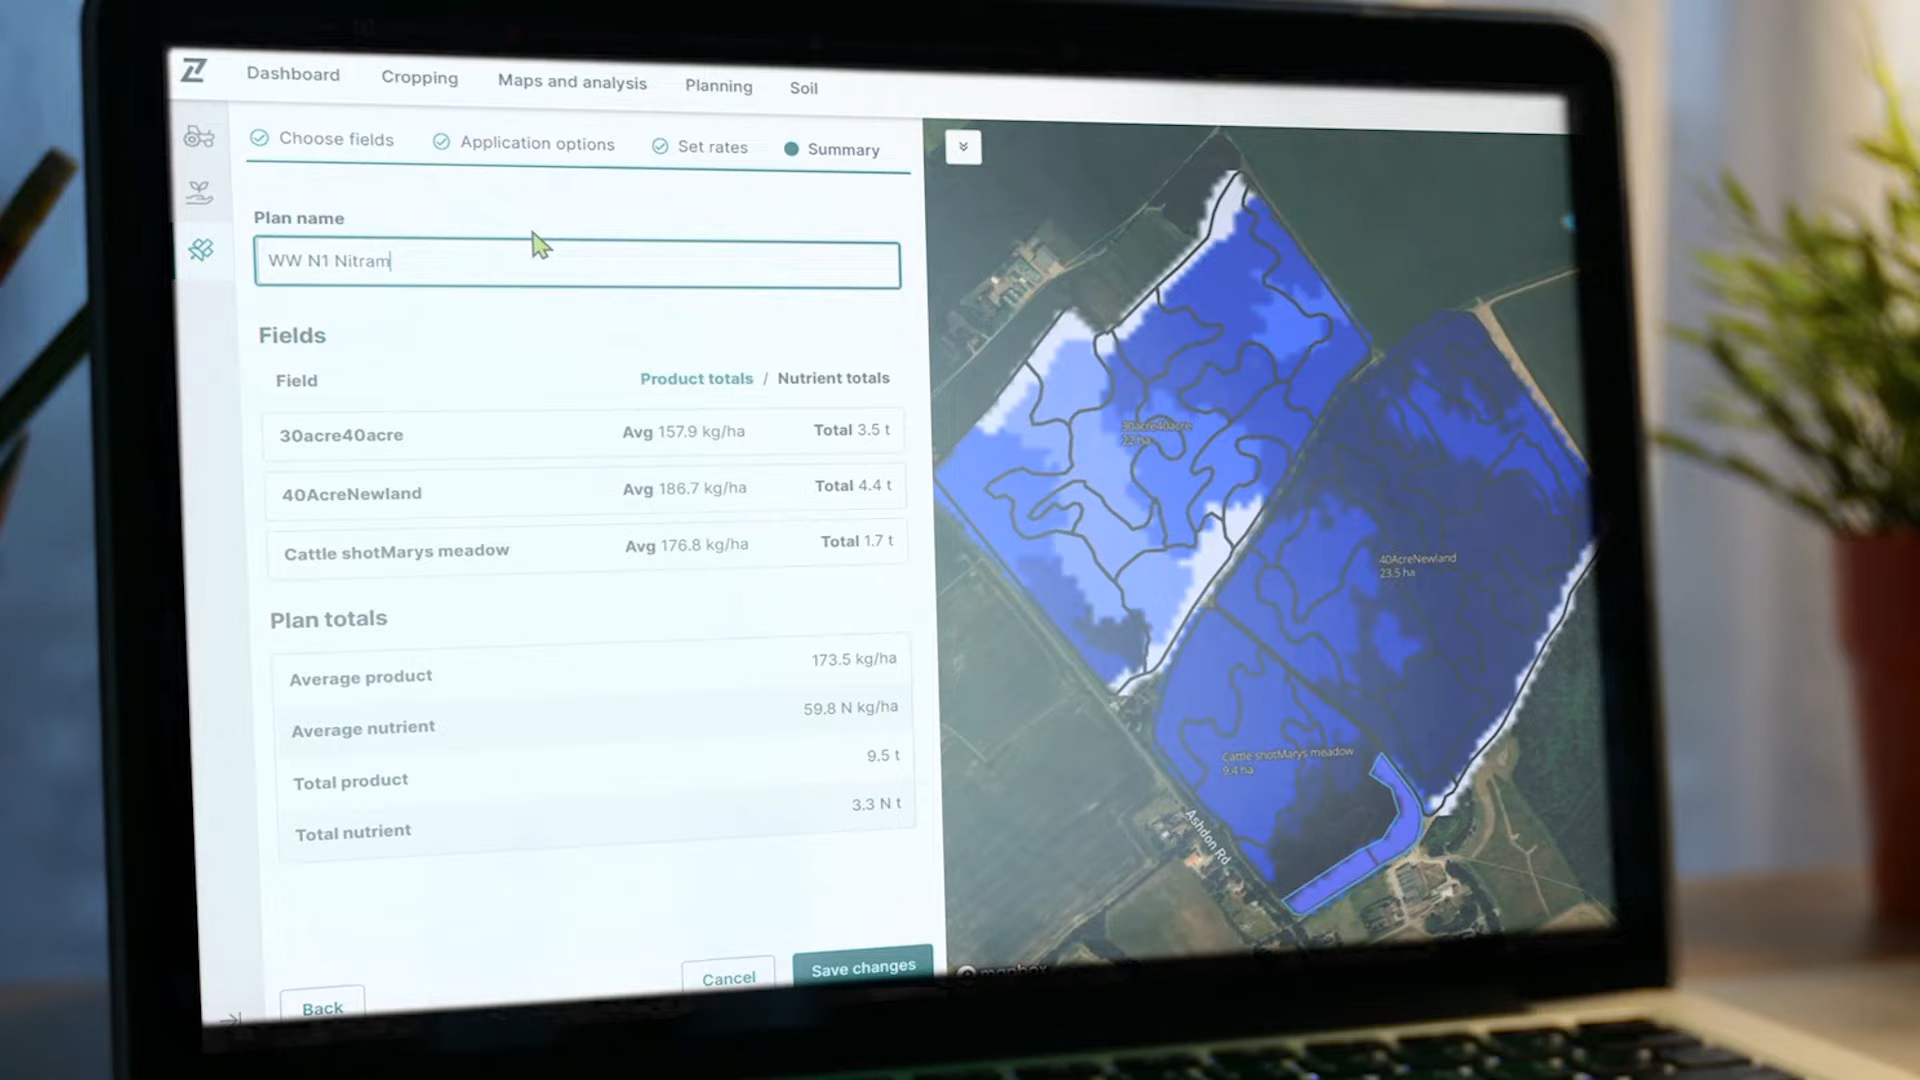 Dashboard Cropping Maps and analysis Planning Soil
Choose fields Application options Set rates Summary
Plan name
WW N1 Nitram
Fields
Field Product totals / Nutrient totals
30acre40acre Avg 157.9 kg/ha Total 3.5 t
40AcreNewland Avg 186.7 kg/ha Total 4.4 t
Cattle shotMarys meadow Avg 176.8 kg/ha Total 1.7 t
Plan totals
Average product 173.5 kg/ha
Average nutrient 59.8 N kg/ha
Total product 9.5 t
Total nutrient 3.3 N t
Back Cancel Save changes
30acre40acre
22 ha
40AcreNewland
23.5 ha
Cattle shotMarys meadow
9.4 ha
Ashdon Rd
mapbox